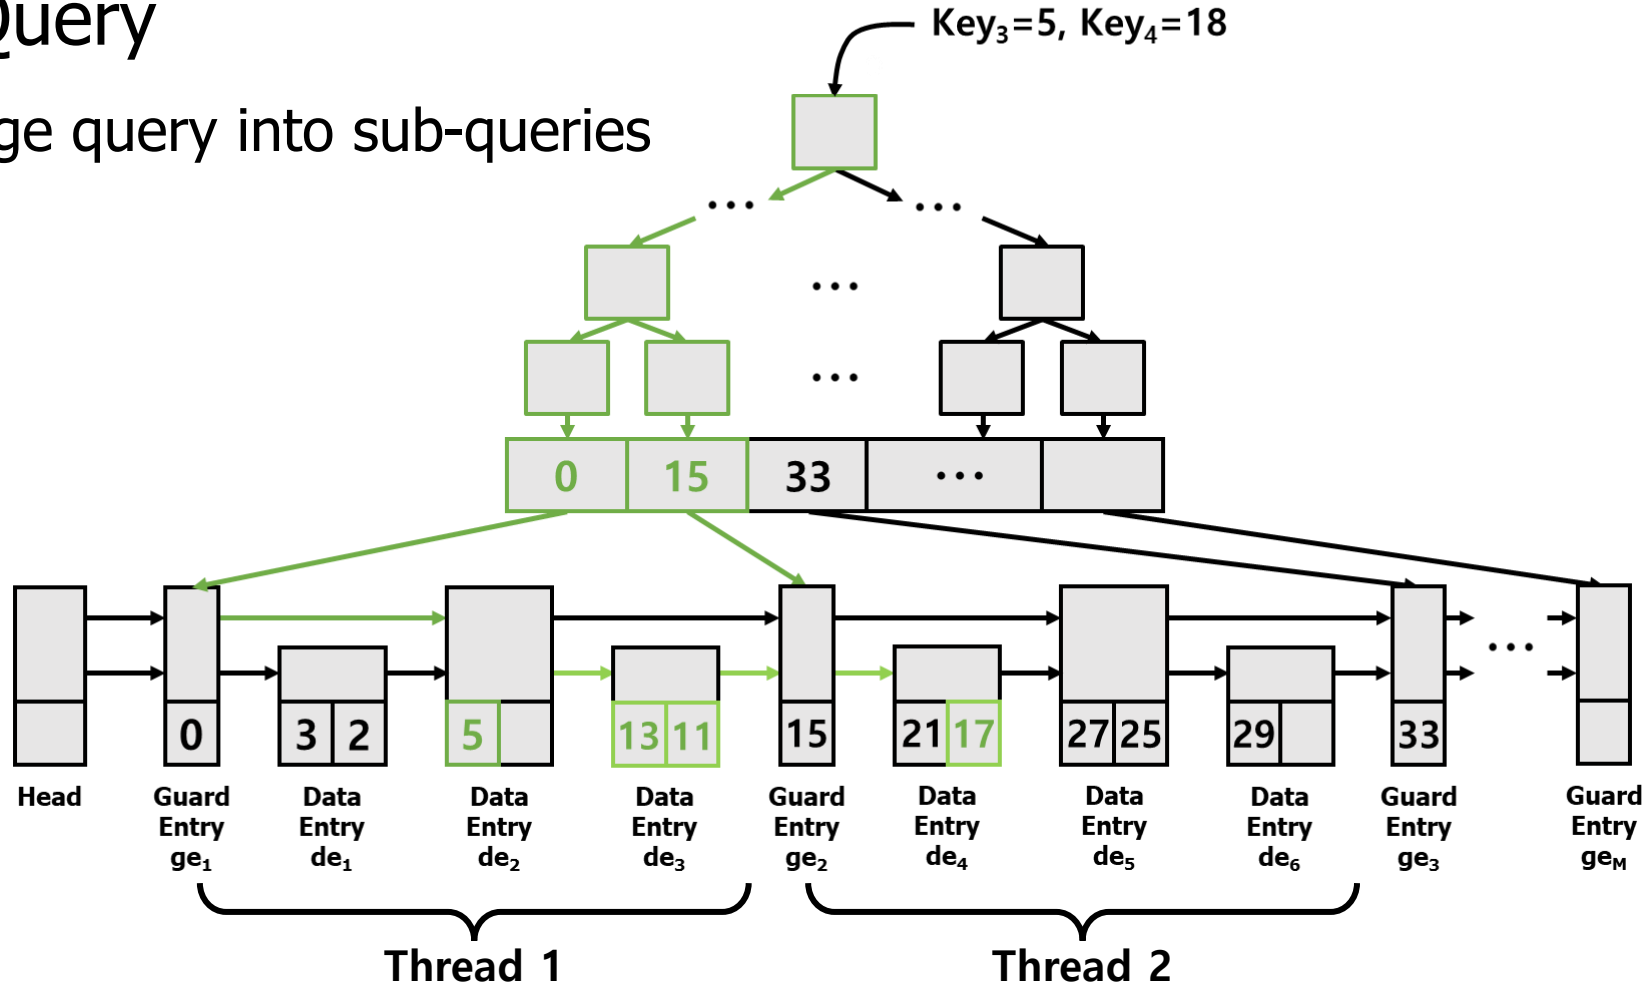 Query
ge query into sub-queries
Key₃=5, Key₄=18
...
...
...
...
0 15 33 ...
...
0 3 2 5 13 11 15 21 17 27 25 29 33
Head
Guard Entry ge₁
Data Entry de₁
Data Entry de₂
Data Entry de₃
Guard Entry ge₂
Data Entry de₄
Data Entry de₅
Data Entry de₆
Guard Entry ge₃
Guard Entry geM
Thread 1
Thread 2